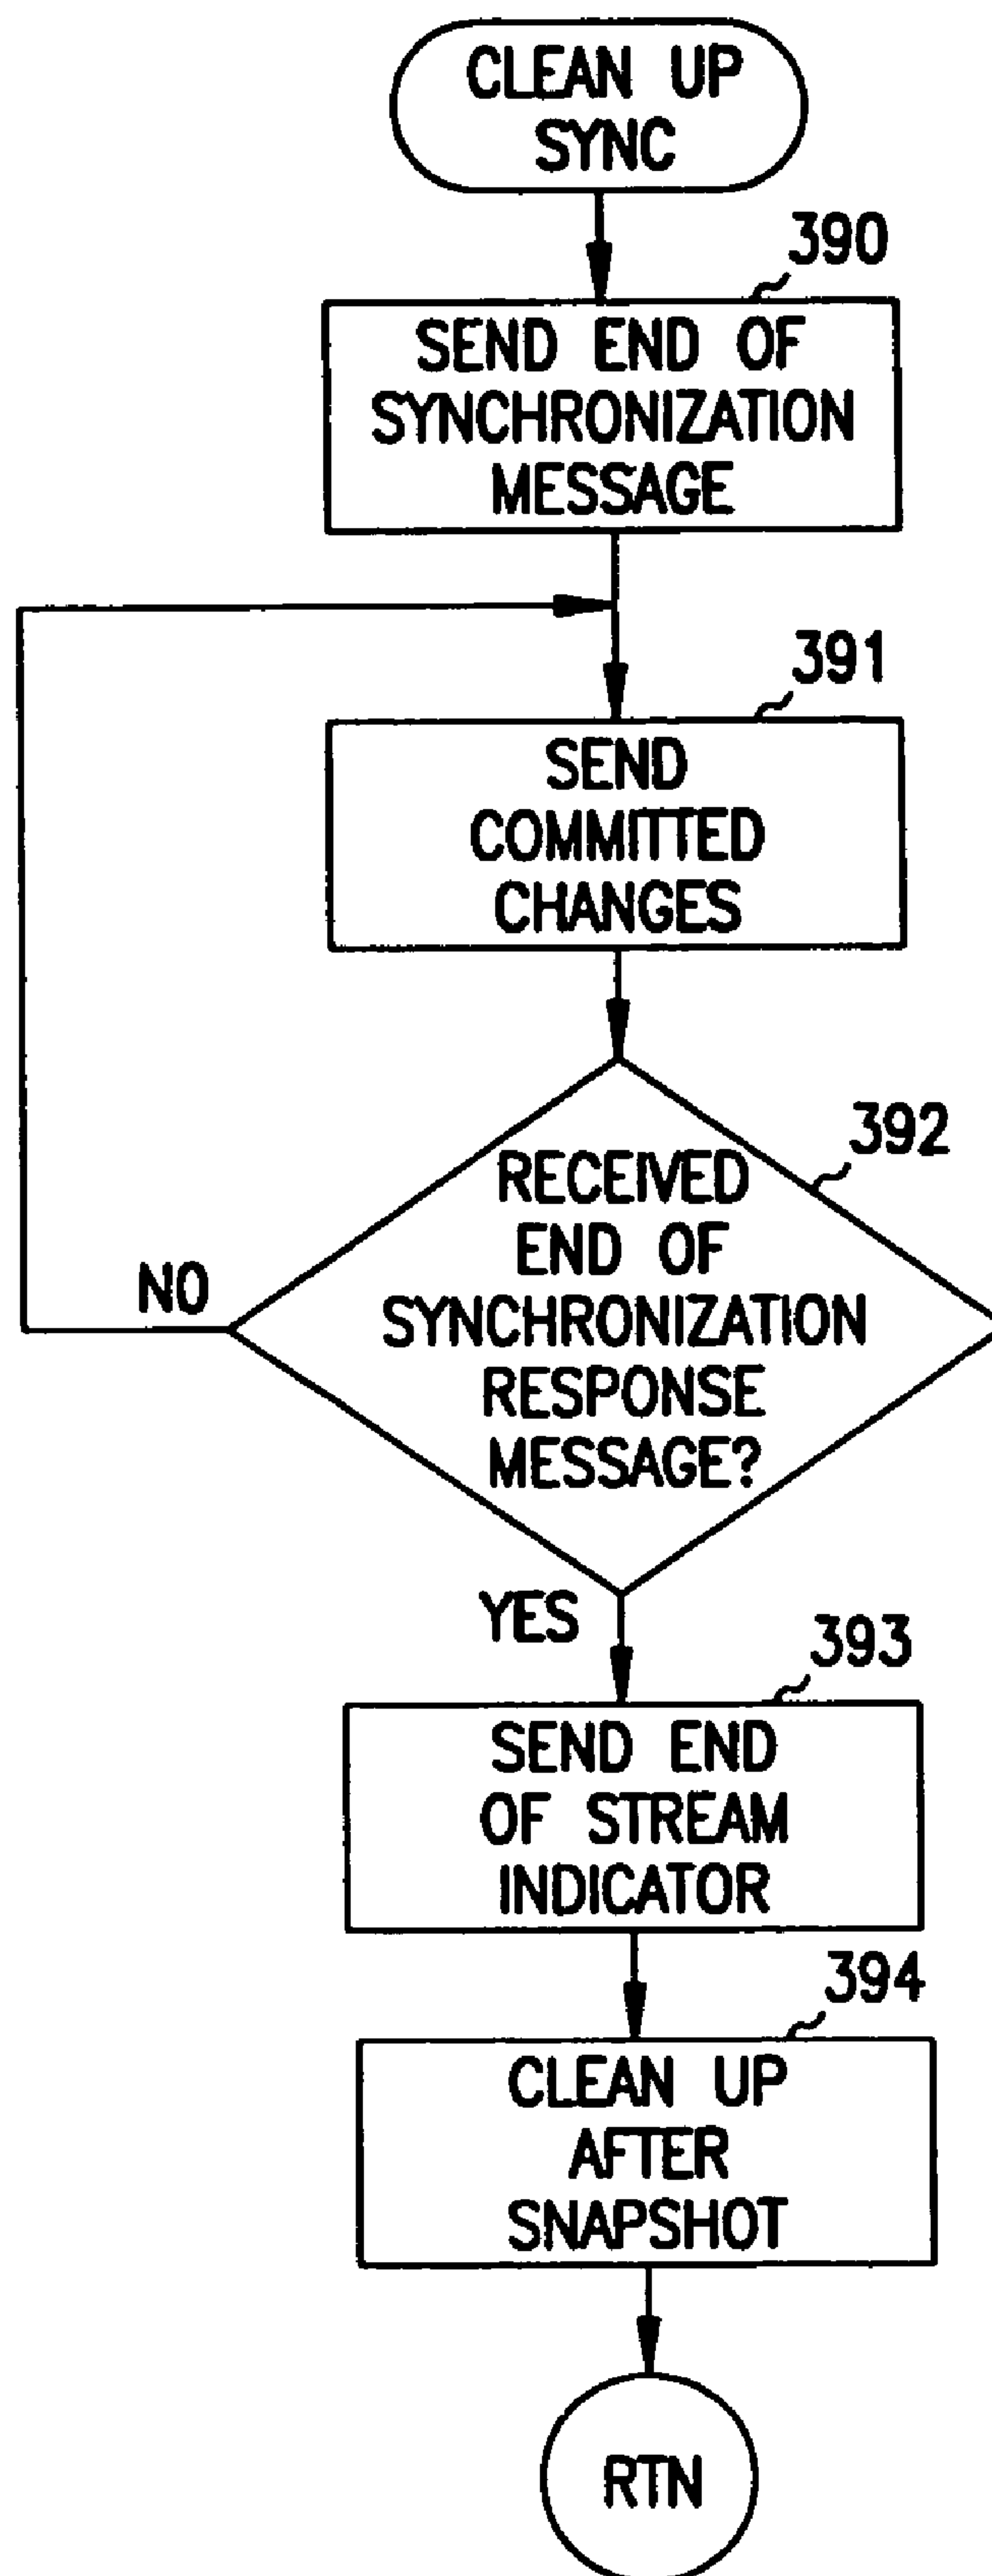 CLEAN UP
SYNC
390
SEND END OF
SYNCHRONIZATION
MESSAGE
391
SEND
COMMITTED
CHANGES
392
RECEIVED
END OF
SYNCHRONIZATION
RESPONSE
MESSAGE?
NO
YES
393
SEND END
OF STREAM
INDICATOR
394
CLEAN UP
AFTER
SNAPSHOT
RTN